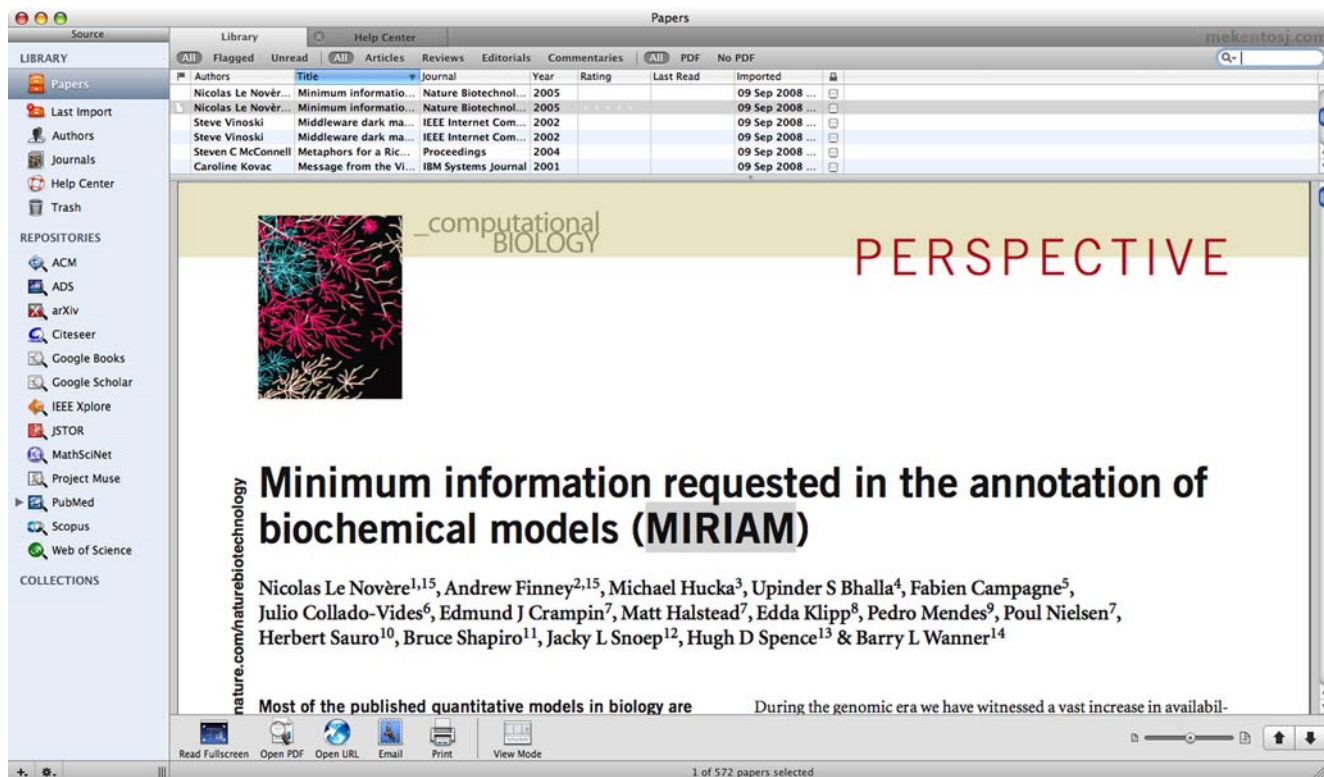 Papers
Source
Library
Help Center
mekentosj.com
LIBRARY
All Flagged Unread All Articles Reviews Editorials Commentaries All PDF No PDF
Papers
Authors Title Journal Year Rating Last Read Imported
Nicolas Le Novèr... Minimum informatio... Nature Biotechnol... 2005 09 Sep 2008 ...
Nicolas Le Novèr... Minimum informatio... Nature Biotechnol... 2005 09 Sep 2008 ...
Steve Vinoski Middleware dark ma... IEEE Internet Com... 2002 09 Sep 2008 ...
Steve Vinoski Middleware dark ma... IEEE Internet Com... 2002 09 Sep 2008 ...
Steven C McConnell Metaphors for a Ric... Proceedings 2004 09 Sep 2008 ...
Caroline Kovac Message from the Vi... IBM Systems Journal 2001 09 Sep 2008 ...
Last Import
Authors
Journals
Help Center
Trash
REPOSITORIES
ACM
ADS
arXiv
Citeseer
Google Books
Google Scholar
IEEE Xplore
JSTOR
MathSciNet
Project Muse
PubMed
Scopus
Web of Science
COLLECTIONS
_computational
BIOLOGY
PERSPECTIVE
nature.com/naturebiotechnology
Minimum information requested in the annotation of
biochemical models (MIRIAM)
Nicolas Le Novère1,15, Andrew Finney2,15, Michael Hucka3, Upinder S Bhalla4, Fabien Campagne5,
Julio Collado-Vides6, Edmund J Crampin7, Matt Halstead7, Edda Klipp8, Pedro Mendes9, Poul Nielsen7,
Herbert Sauro10, Bruce Shapiro11, Jacky L Snoep12, Hugh D Spence13 & Barry L Wanner14
Most of the published quantitative models in biology are
During the genomic era we have witnessed a vast increase in availabil-
Read Fullscreen Open PDF Open URL Email Print View Mode
1 of 572 papers selected